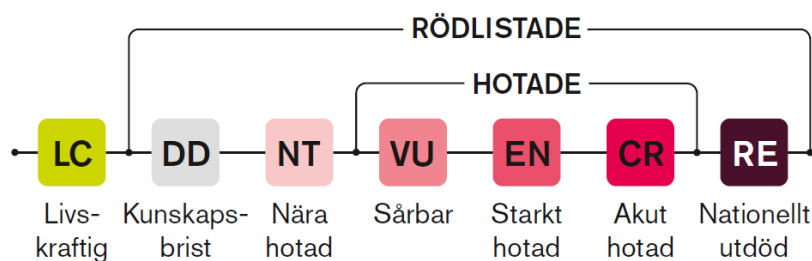 RÖDLISTADE
HOTADE
LC DD NT VU EN CR RE
Livs- Kunskaps- Nära Sårbar Starkt Akut Nationellt
kraftig brist hotad hotad hotad utdöd